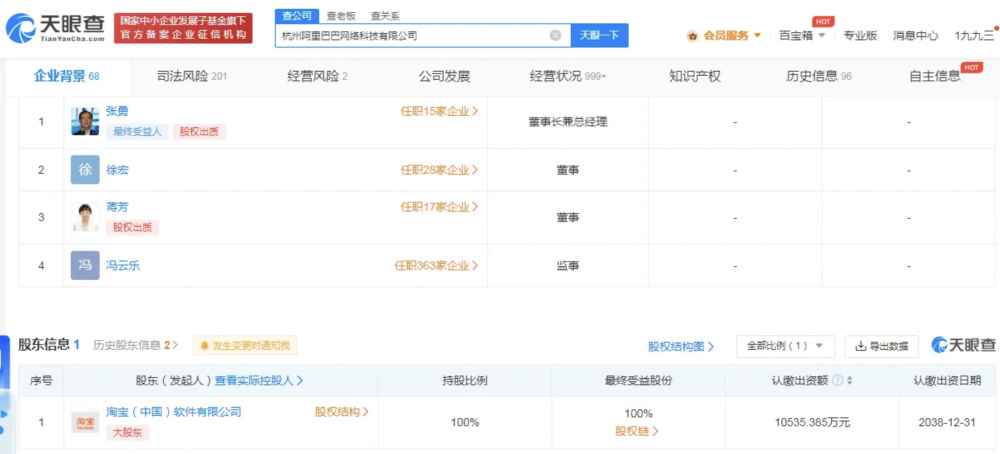 天眼查
TianYanCha.com
国家中小企业发展子基金旗下
官方备案企业征信机构
查公司 查老板 查关系
杭州阿里巴巴网络科技有限公司 天眼一下
会员服务 百宝箱 HOT 专业版 消息中心 1九九三
企业背景 68 司法风险 201 经营风险 2 公司发展 经营状况 999+ 知识产权 历史信息 96 自主信息 HOT
1 张勇 任职15家企业 > 董事长兼总经理 - -
最终受益人 股权出质
2 徐 徐宏 任职28家企业 > 董事 - -
3 蒋芳 任职17家企业 > 董事 - -
股权出质
4 冯 冯云乐 任职363家企业 > 监事 - -
股东信息 1 历史股东信息 2 > 发生变更时通知我 股权结构图 > 全部比例（1） 导出数据 天眼查
序号 股东（发起人）查看实际控股人 > 持股比例 最终受益股份 认缴出资额 ? 认缴出资日期
1 淘宝 淘宝（中国）软件有限公司 股权结构 > 100% 100% 10535.385万元 2038-12-31
大股东 股权链 >